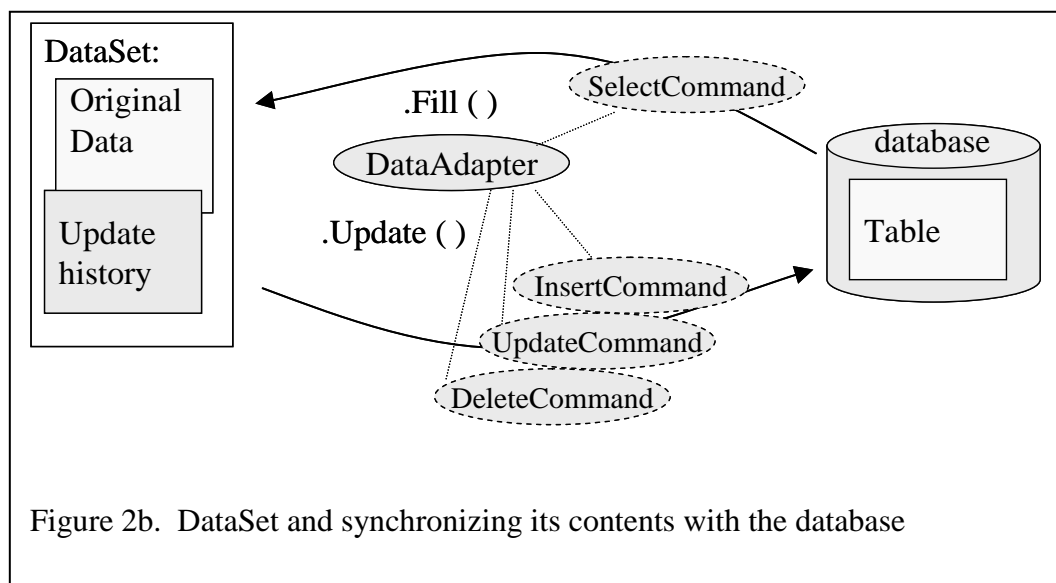 DataSet:
Original
Data
Update
history
.Fill ( )
SelectCommand
DataAdapter
.Update ( )
InsertCommand
UpdateCommand
DeleteCommand
database
Table
Figure 2b.  DataSet and synchronizing its contents with the database